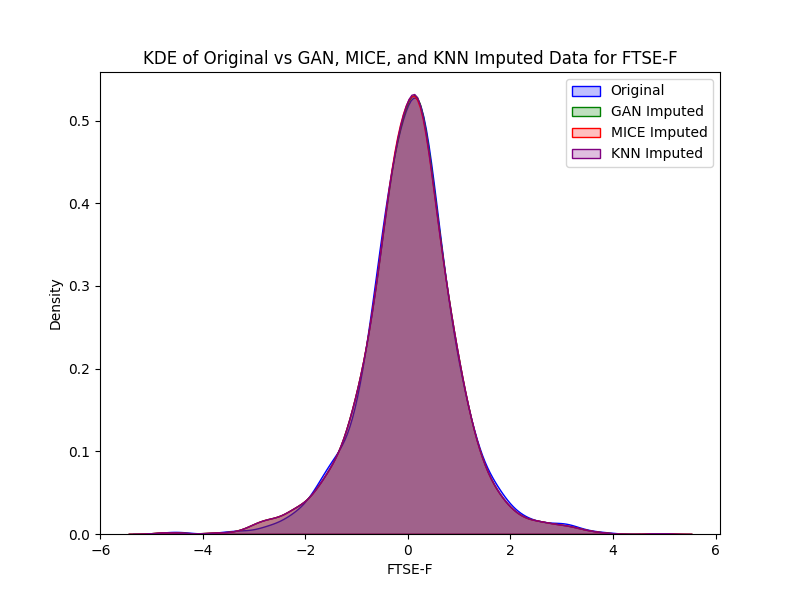 KDE of Original vs GAN, MICE, and KNN Imputed Data for FTSE-F
Original
GAN Imputed
MICE Imputed
KNN Imputed
Density
0.5
0.4
0.3
0.2
0.1
0.0
−6
−4
−2
0
2
4
6
FTSE-F